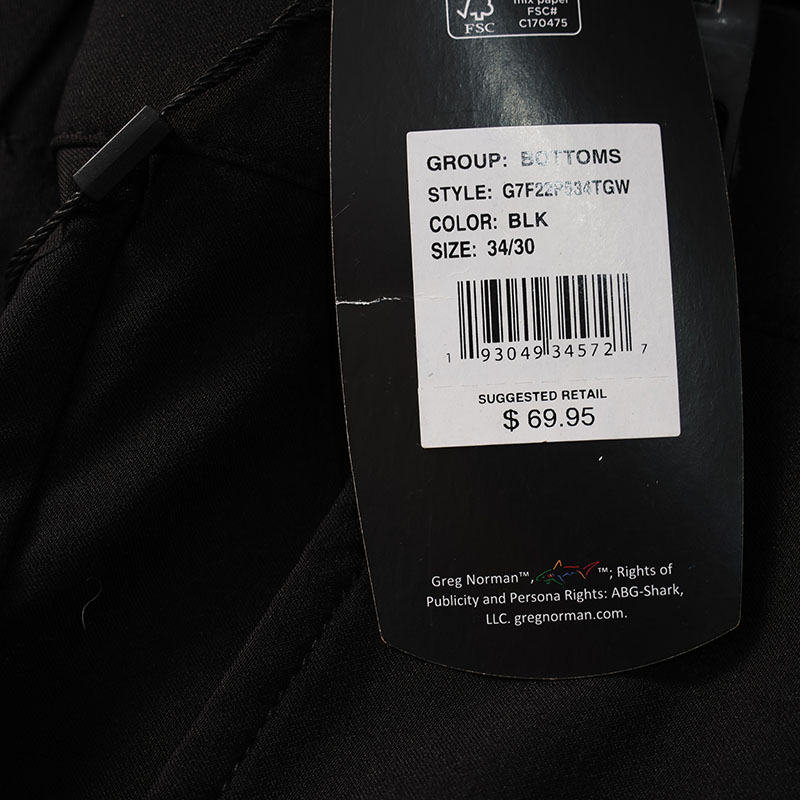 mix paper
FSC#
FSC C170475
GROUP: BOTTOMS
STYLE: G7F22P534TGW
COLOR: BLK
SIZE: 34/30
1 93049 34572 7
SUGGESTED RETAIL
$ 69.95
Greg Norman™, ™; Rights of
Publicity and Persona Rights: ABG-Shark,
LLC. gregnorman.com.